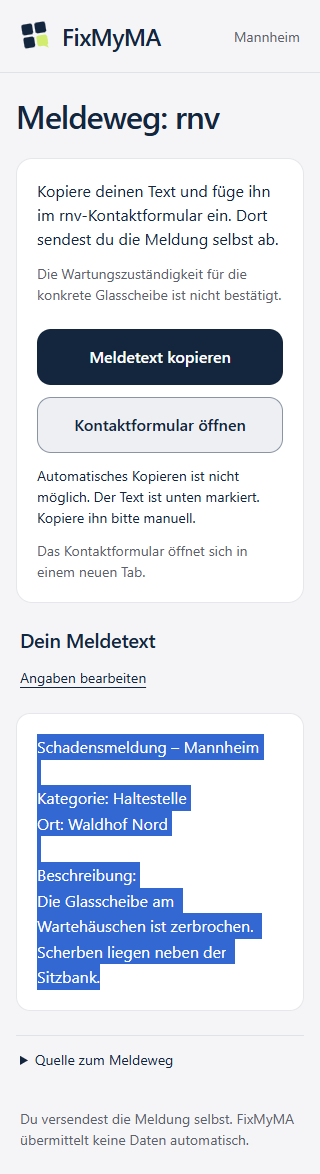 FixMyMA
Mannheim
Meldeweg: rnv
Kopiere deinen Text und füge ihn
im rnv-Kontaktformular ein. Dort
sendest du die Meldung selbst ab.
Die Wartungszuständigkeit für die
konkrete Glasscheibe ist nicht bestätigt.
Meldetext kopieren
Kontaktformular öffnen
Automatisches Kopieren ist nicht
möglich. Der Text ist unten markiert.
Kopiere ihn bitte manuell.
Das Kontaktformular öffnet sich in
einem neuen Tab.
Dein Meldetext
Angaben bearbeiten
Schadensmeldung – Mannheim
Kategorie: Haltestelle
Ort: Waldhof Nord
Beschreibung:
Die Glasscheibe am
Wartehäuschen ist zerbrochen.
Scherben liegen neben der
Sitzbank.
Quelle zum Meldeweg
Du versendest die Meldung selbst. FixMyMA
übermittelt keine Daten automatisch.